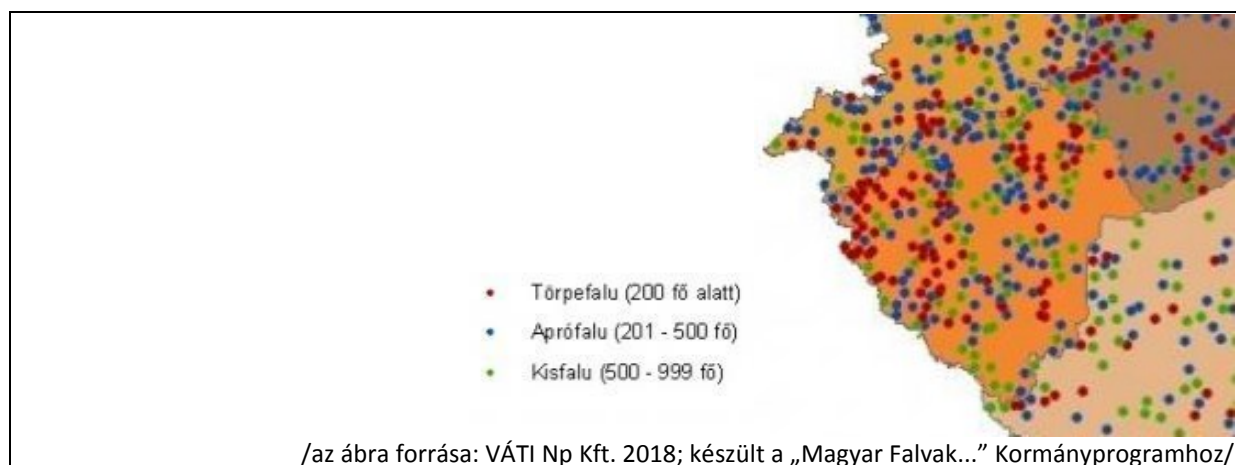 Törpefalu (200 fő alatt)
Aprófalu (201 - 500 fő)
Kisfalu (500 - 999 fő)
/az ábra forrása: VÁTI Np Kft. 2018; készült a „Magyar Falvak...” Kormányprogramhoz/